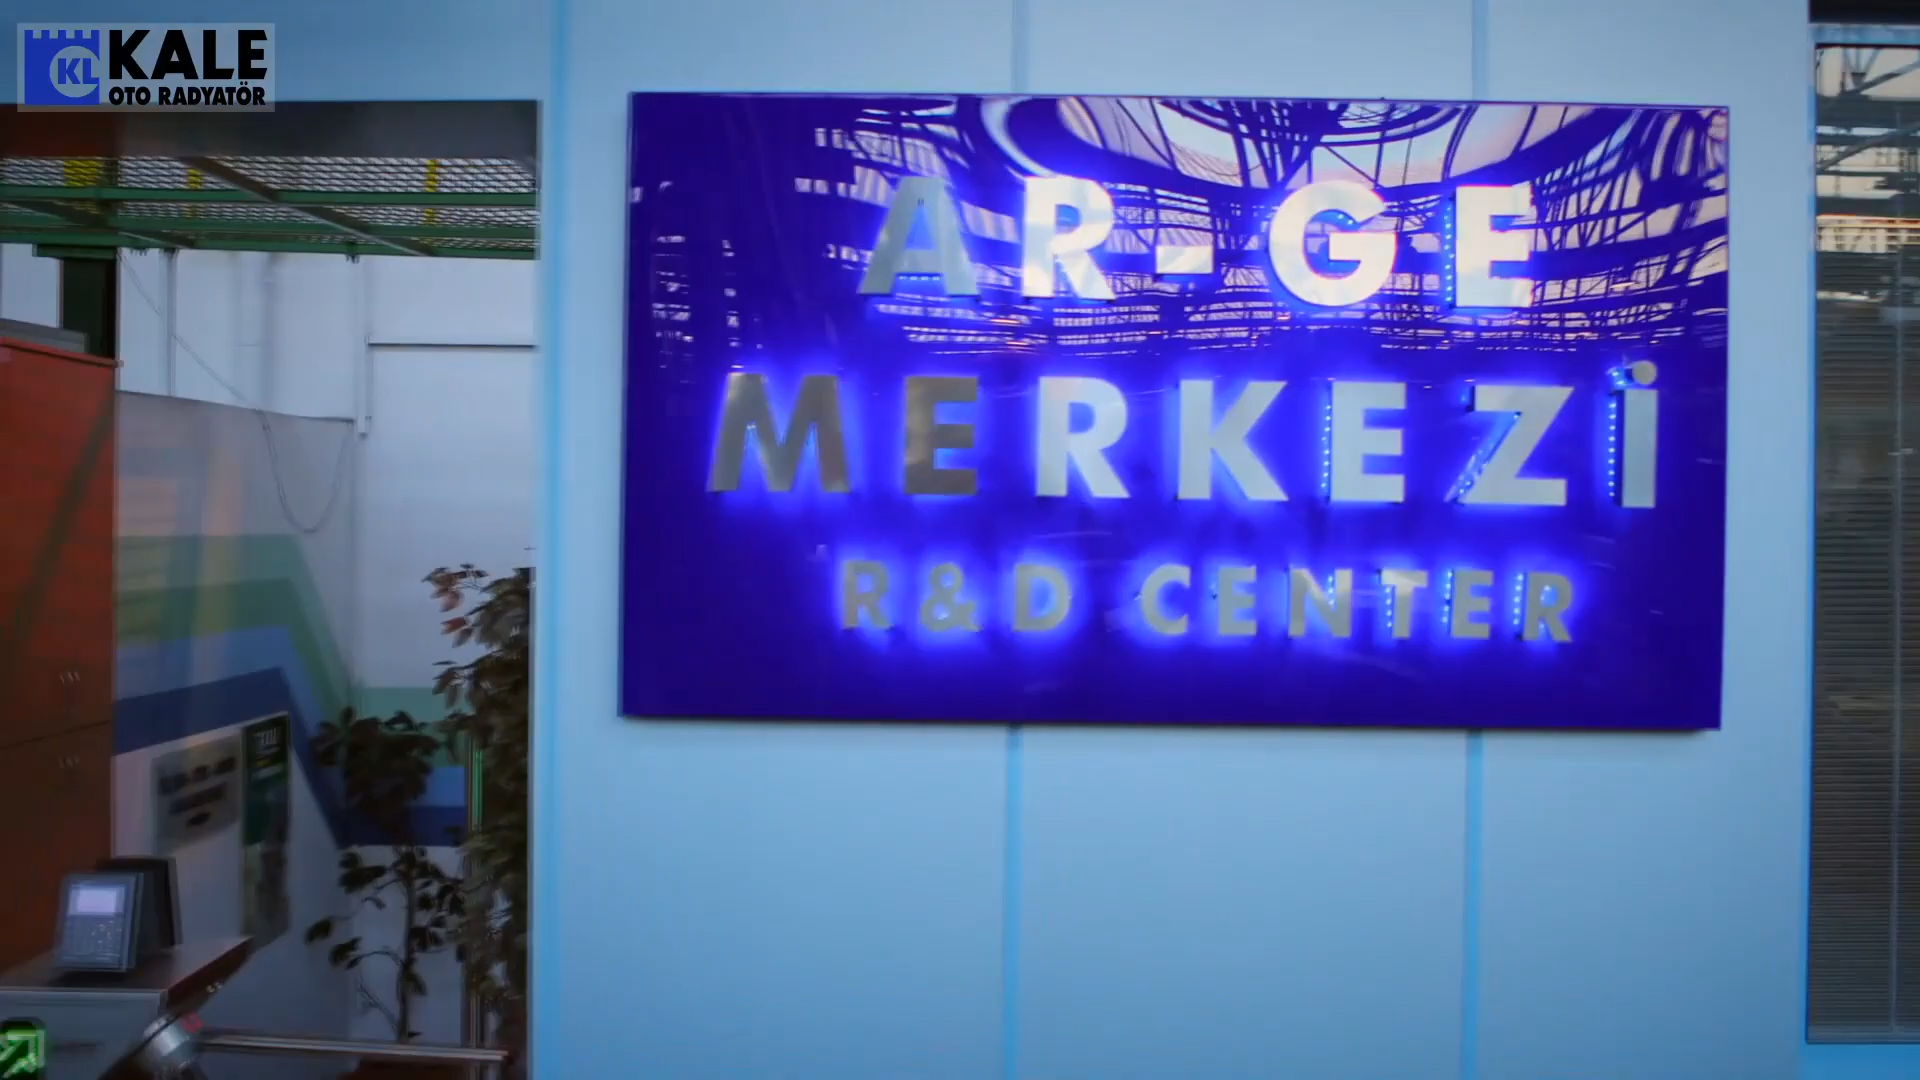 KL KALE
OTO RADYATÖR
AR-GE
MERKEZİ
R&D CENTER